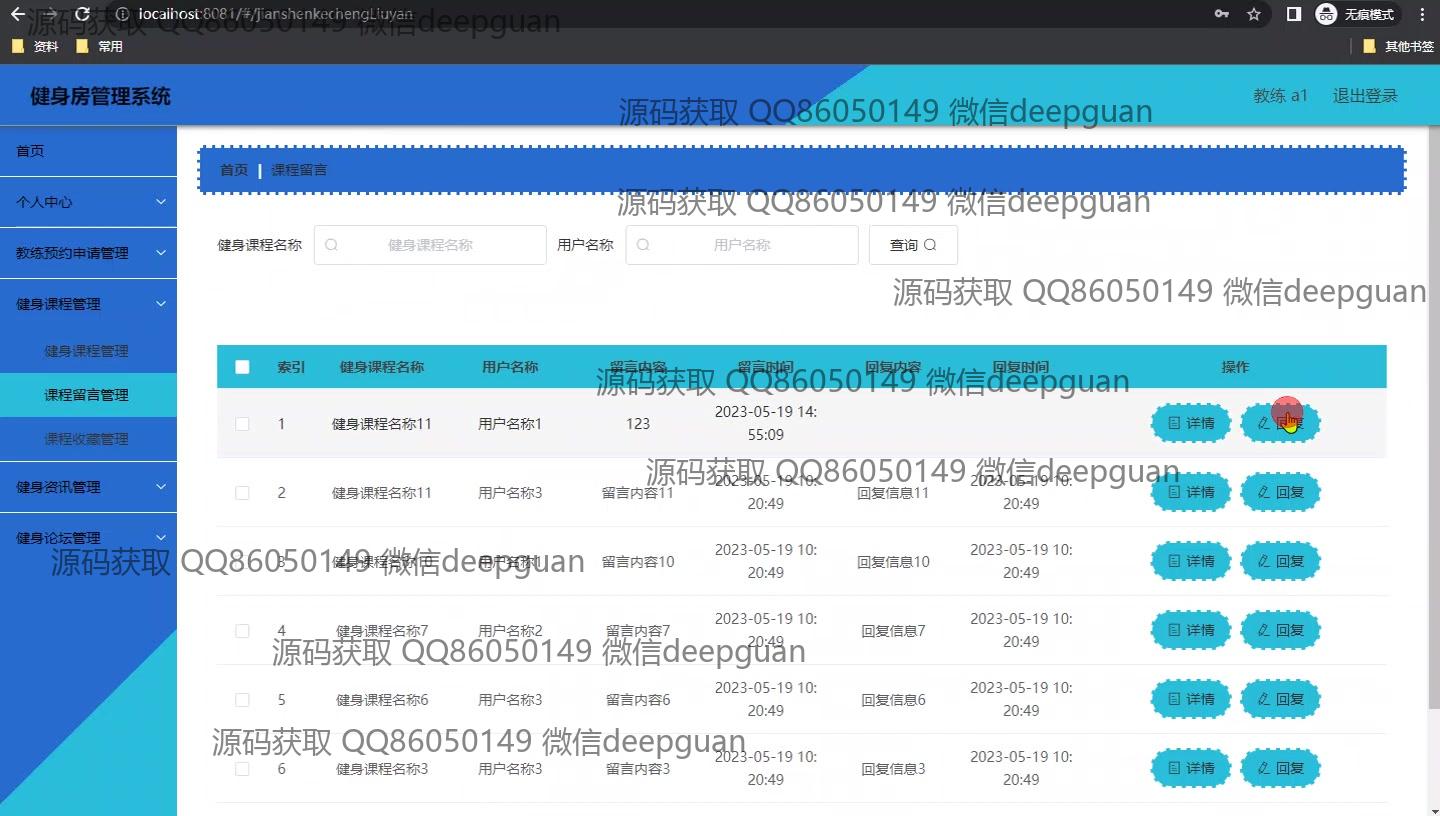 localhost:8081/#/jianshenkechengLiuyan
无痕模式
源码获取 QQ86050149 微信deepguan
资料
常用
其他书签
健身房管理系统
教练 a1
退出登录
源码获取 QQ86050149 微信deepguan
首页
个人中心
教练预约申请管理
健身课程管理
健身课程管理
课程留言管理
课程收藏管理
健身资讯管理
健身论坛管理
首页 | 课程留言
源码获取 QQ86050149 微信deepguan
健身课程名称 健身课程名称 用户名称 用户名称 查询
源码获取 QQ86050149 微信deepguan
索引 健身课程名称 用户名称 留言内容 留言时间 回复内容 回复时间 操作
源码获取 QQ86050149 微信deepguan
1 健身课程名称11 用户名称1 123 2023-05-19 14:
55:09
详情 回复
源码获取 QQ86050149 微信deepguan
2 健身课程名称11 用户名称3 留言内容11 2023-05-19 10:
20:49
回复信息11 2023-05-19 10:
20:49
详情 回复
源码获取 QQ86050149 微信deepguan
3 健身课程名称10 用户名称1 留言内容10 2023-05-19 10:
20:49
回复信息10 2023-05-19 10:
20:49
详情 回复
4 健身课程名称7 用户名称2 留言内容7 2023-05-19 10:
20:49
回复信息7 2023-05-19 10:
20:49
详情 回复
源码获取 QQ86050149 微信deepguan
5 健身课程名称6 用户名称3 留言内容6 2023-05-19 10:
20:49
回复信息6 2023-05-19 10:
20:49
详情 回复
源码获取 QQ86050149 微信deepguan
6 健身课程名称3 用户名称3 留言内容3 2023-05-19 10:
20:49
回复信息3 2023-05-19 10:
20:49
详情 回复